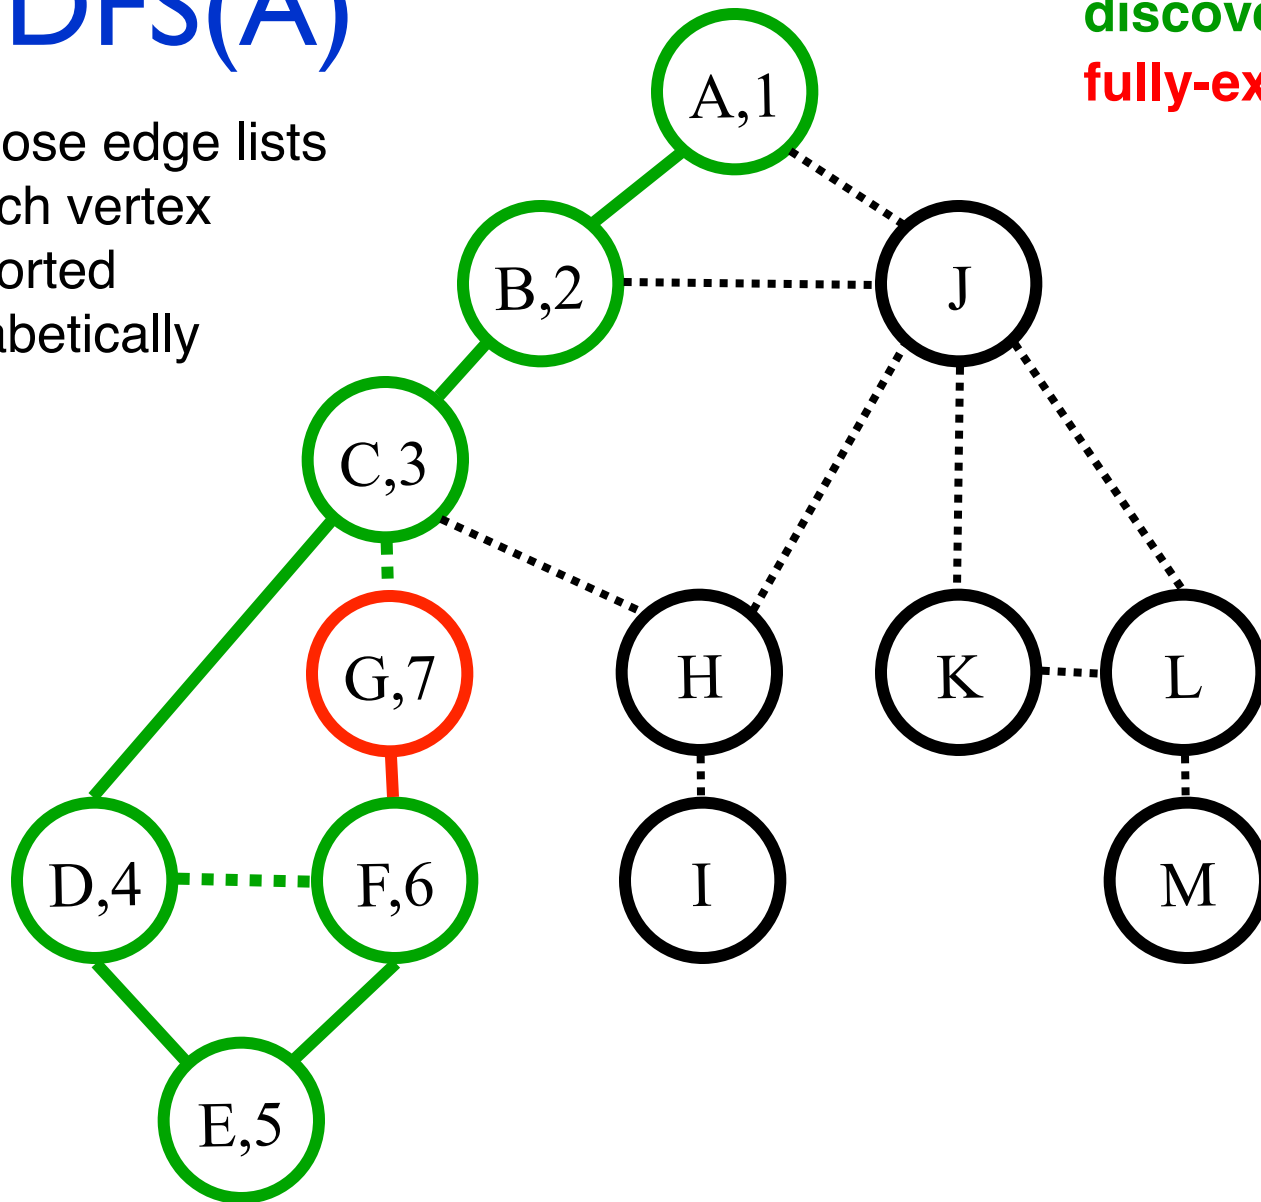 DFS(A)
discove
fully-ex
ose edge lists
ch vertex
orted
abetically
A,1
B,2
J
C,3
G,7
H
K
L
D,4
F,6
I
M
E,5